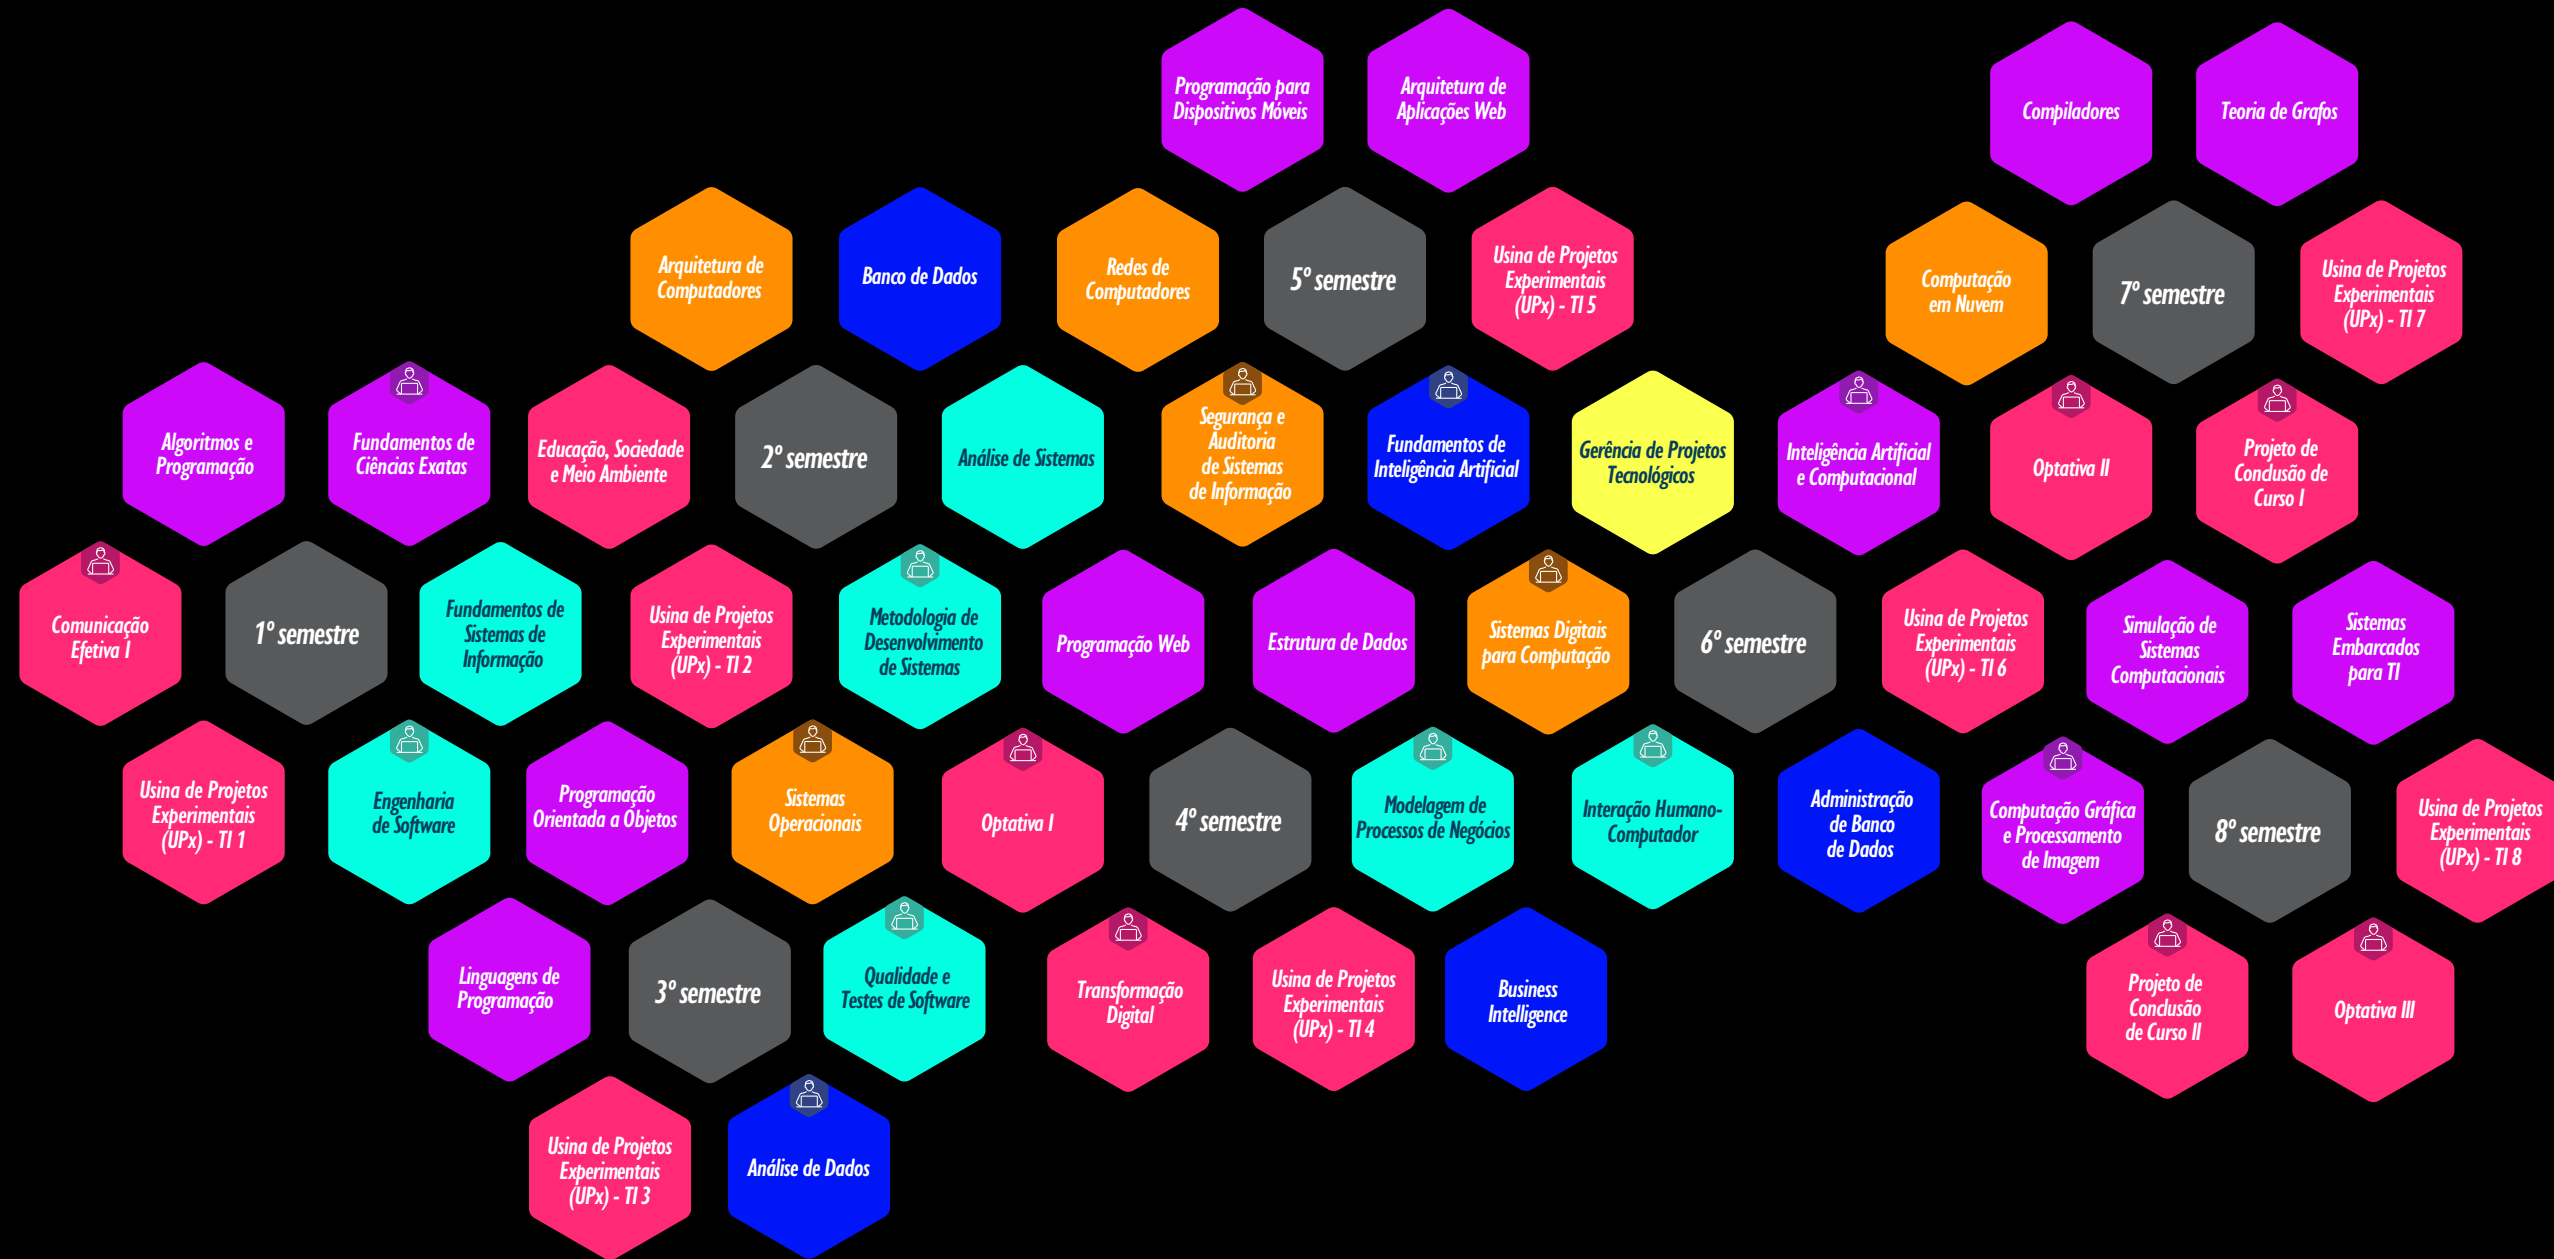 Programação para
Dispositivos Móveis
Arquitetura de
Aplicações Web
Compiladores
Teoria de Grafos
Arquitetura de
Computadores
Banco de Dados
Redes de
Computadores
5º semestre
Usina de Projetos
Experimentais
(UPx) - TI 5
Computação
em Nuvem
7º semestre
Usina de Projetos
Experimentais
(UPx) - TI 7
Algoritmos e
Programação
Fundamentos de
Ciências Exatas
Educação, Sociedade
e Meio Ambiente
2º semestre
Análise de Sistemas
Segurança e
Auditoria
de Sistemas
de Informação
Fundamentos de
Inteligência Artificial
Gerência de Projetos
Tecnológicos
Inteligência Artificial
e Computacional
Optativa II
Projeto de
Conclusão de
Curso I
Comunicação
Efetiva I
1º semestre
Fundamentos de
Sistemas de
Informação
Usina de Projetos
Experimentais
(UPx) - TI 2
Metodologia de
Desenvolvimento
de Sistemas
Programação Web
Estrutura de Dados
Sistemas Digitais
para Computação
6º semestre
Usina de Projetos
Experimentais
(UPx) - TI 6
Simulação de
Sistemas
Computacionais
Sistemas
Embarcados
para TI
Usina de Projetos
Experimentais
(UPx) - TI 1
Engenharia
de Software
Programação
Orientada a Objetos
Sistemas
Operacionais
Optativa I
4º semestre
Modelagem de
Processos de Negócios
Interação Humano-
Computador
Administração
de Banco
de Dados
Computação Gráfica
e Processamento
de Imagem
8º semestre
Usina de Projetos
Experimentais
(UPx) - TI 8
Linguagens de
Programação
3º semestre
Qualidade e
Testes de Software
Transformação
Digital
Usina de Projetos
Experimentais
(UPx) - TI 4
Business
Intelligence
Projeto de
Conclusão
de Curso II
Optativa III
Usina de Projetos
Experimentais
(UPx) - TI 3
Análise de Dados